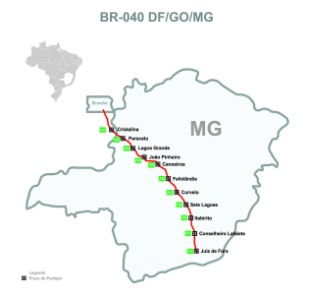 BR-040 DF/GO/MG
Brasília
Cristalina
Paracatu
Lagoa Grande
João Pinheiro
Canoeiras
Felixlândia
MG
Curvelo
Sete Lagoas
Itabirito
Conselheiro Lafaiete
Juiz de Fora
Legenda
Praça de Pedágio